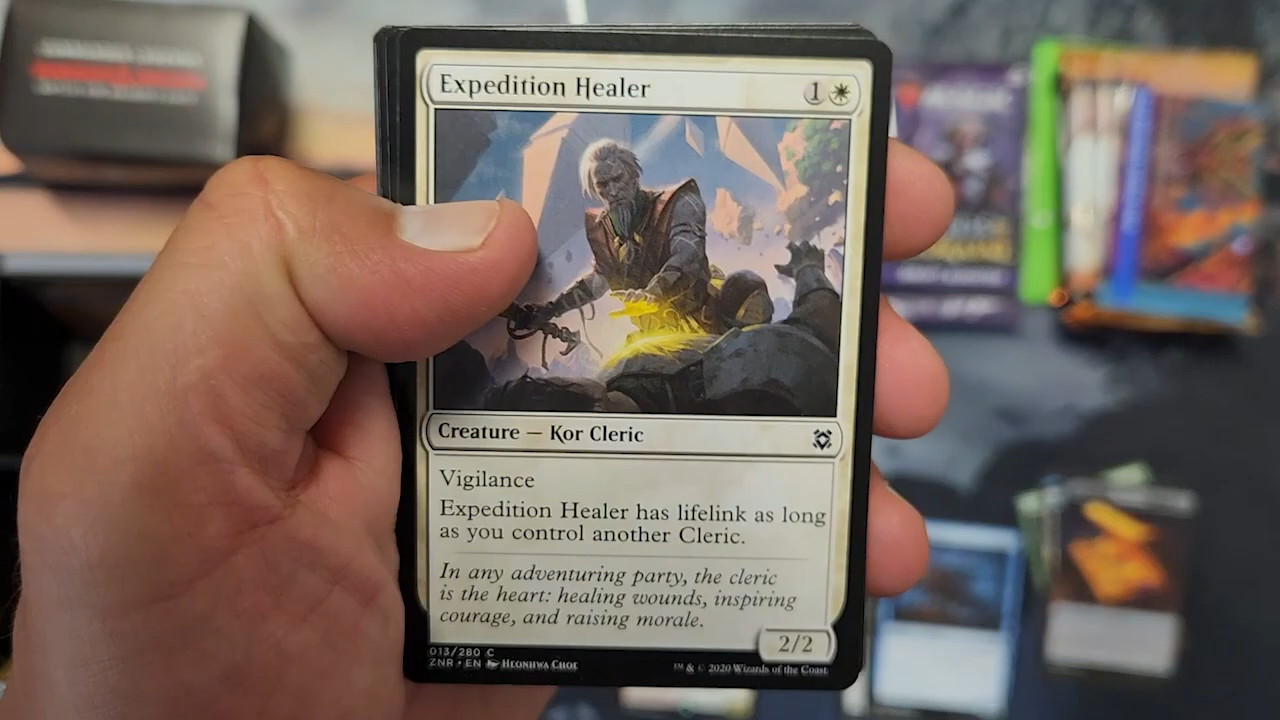 Expedition Healer 1
Creature — Kor Cleric
Vigilance
Expedition Healer has lifelink as long
as you control another Cleric.
In any adventuring party, the cleric
is the heart: healing wounds, inspiring
courage, and raising morale.
2/2
013/280 C
ZNR • EN Heonhwa Choe
™ & © 2020 Wizards of the Coast